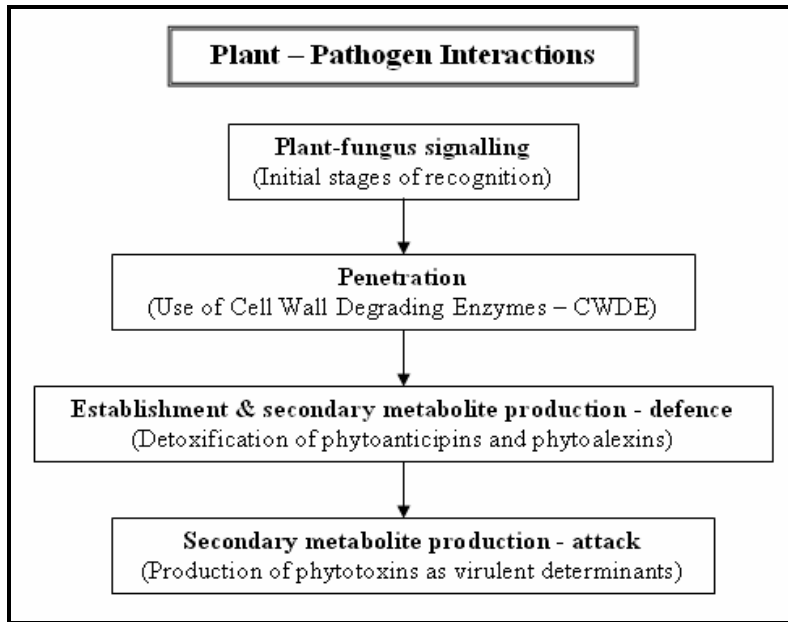 Plant – Pathogen Interactions
Plant-fungus signalling
(Initial stages of recognition)
Penetration
(Use of Cell Wall Degrading Enzymes – CWDE)
Establishment & secondary metabolite production - defence
(Detoxification of phytoanticipins and phytoalexins)
Secondary metabolite production - attack
(Production of phytotoxins as virulent determinants)